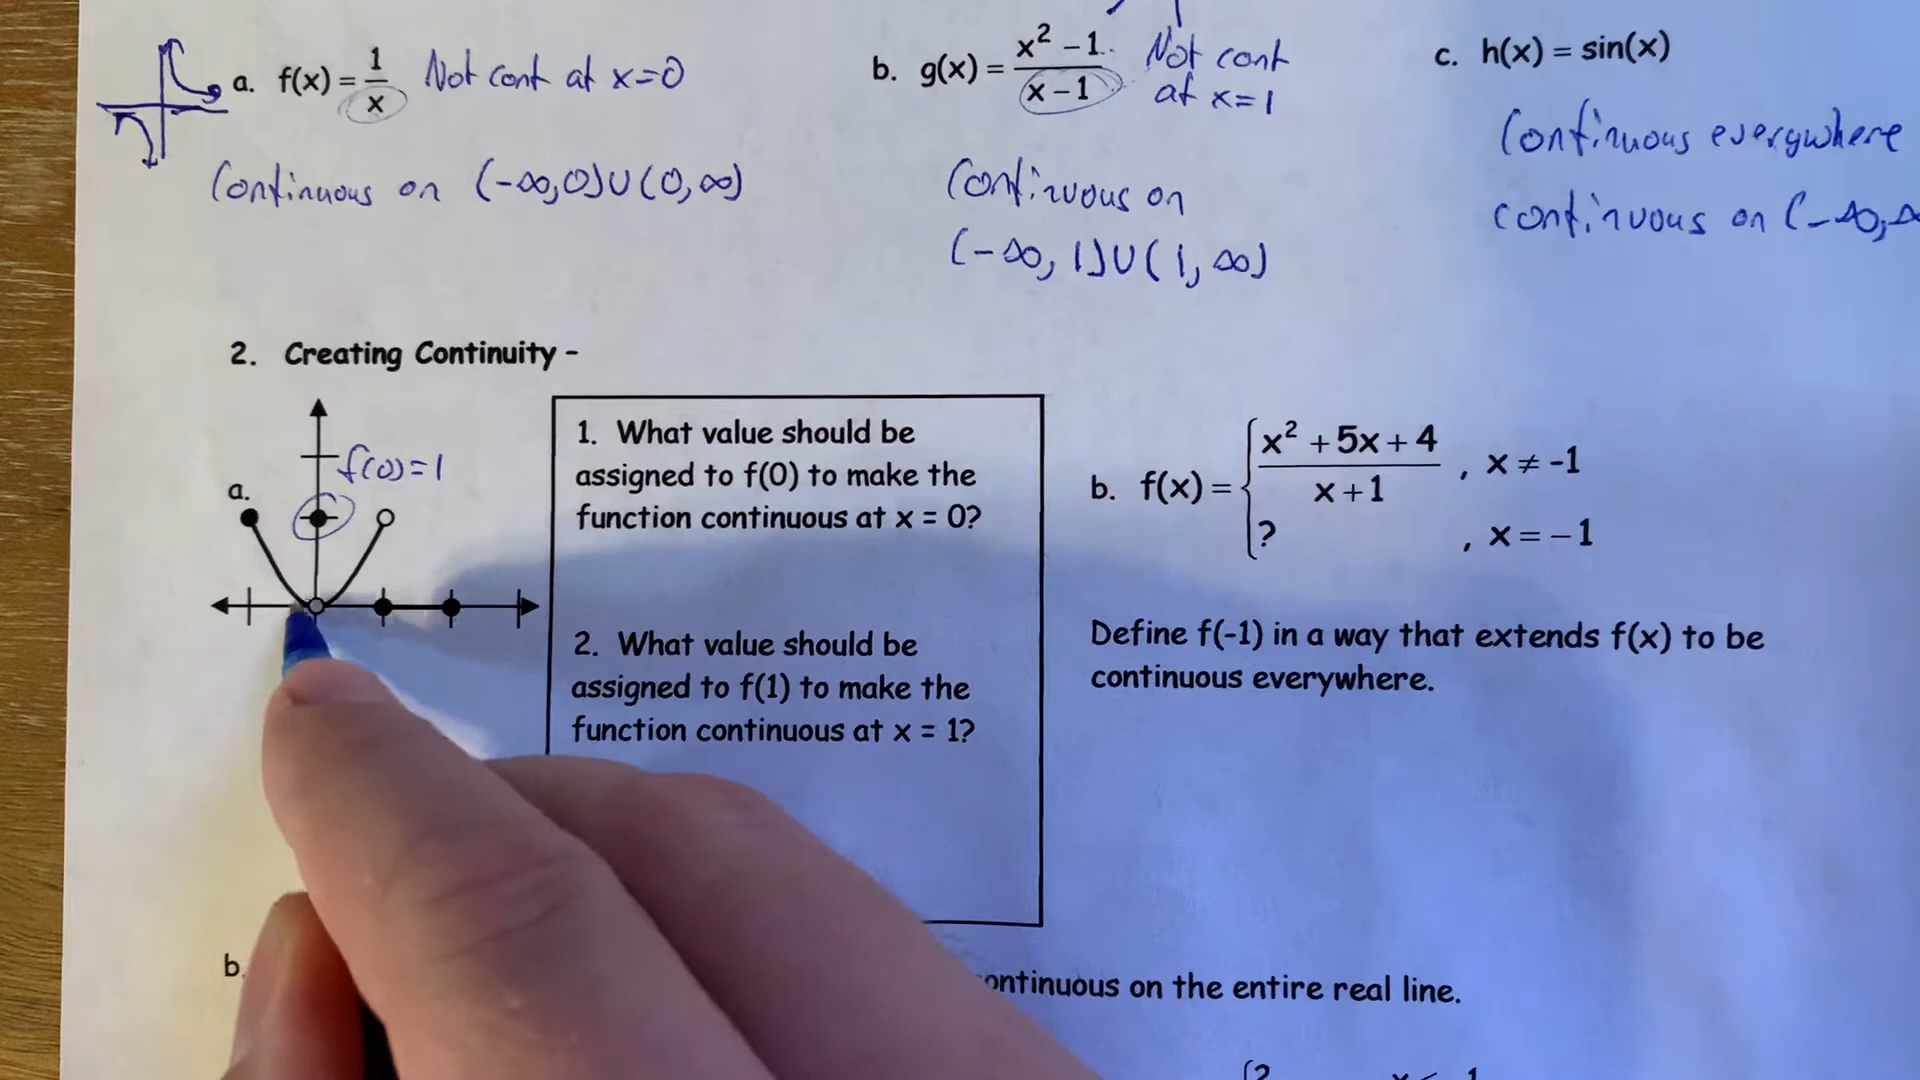 a. f(x) = 1/x Not cont at x=0
Continuous on (-∞,0)∪(0,∞)
b. g(x) = (x² - 1)/(x - 1) Not cont
at x=1
Continuous on
(-∞, 1)∪(1, ∞)
c. h(x) = sin(x)
Continuous everywhere
continuous on (-∞,
2. Creating Continuity -
a.
f(0)=1
1. What value should be
assigned to f(0) to make the
function continuous at x = 0?
2. What value should be
assigned to f(1) to make the
function continuous at x = 1?
b. f(x) = { (x² + 5x + 4)/(x + 1) , x ≠ -1
? , x = -1
Define f(-1) in a way that extends f(x) to be
continuous everywhere.
b.
ontinuous on the entire real line.